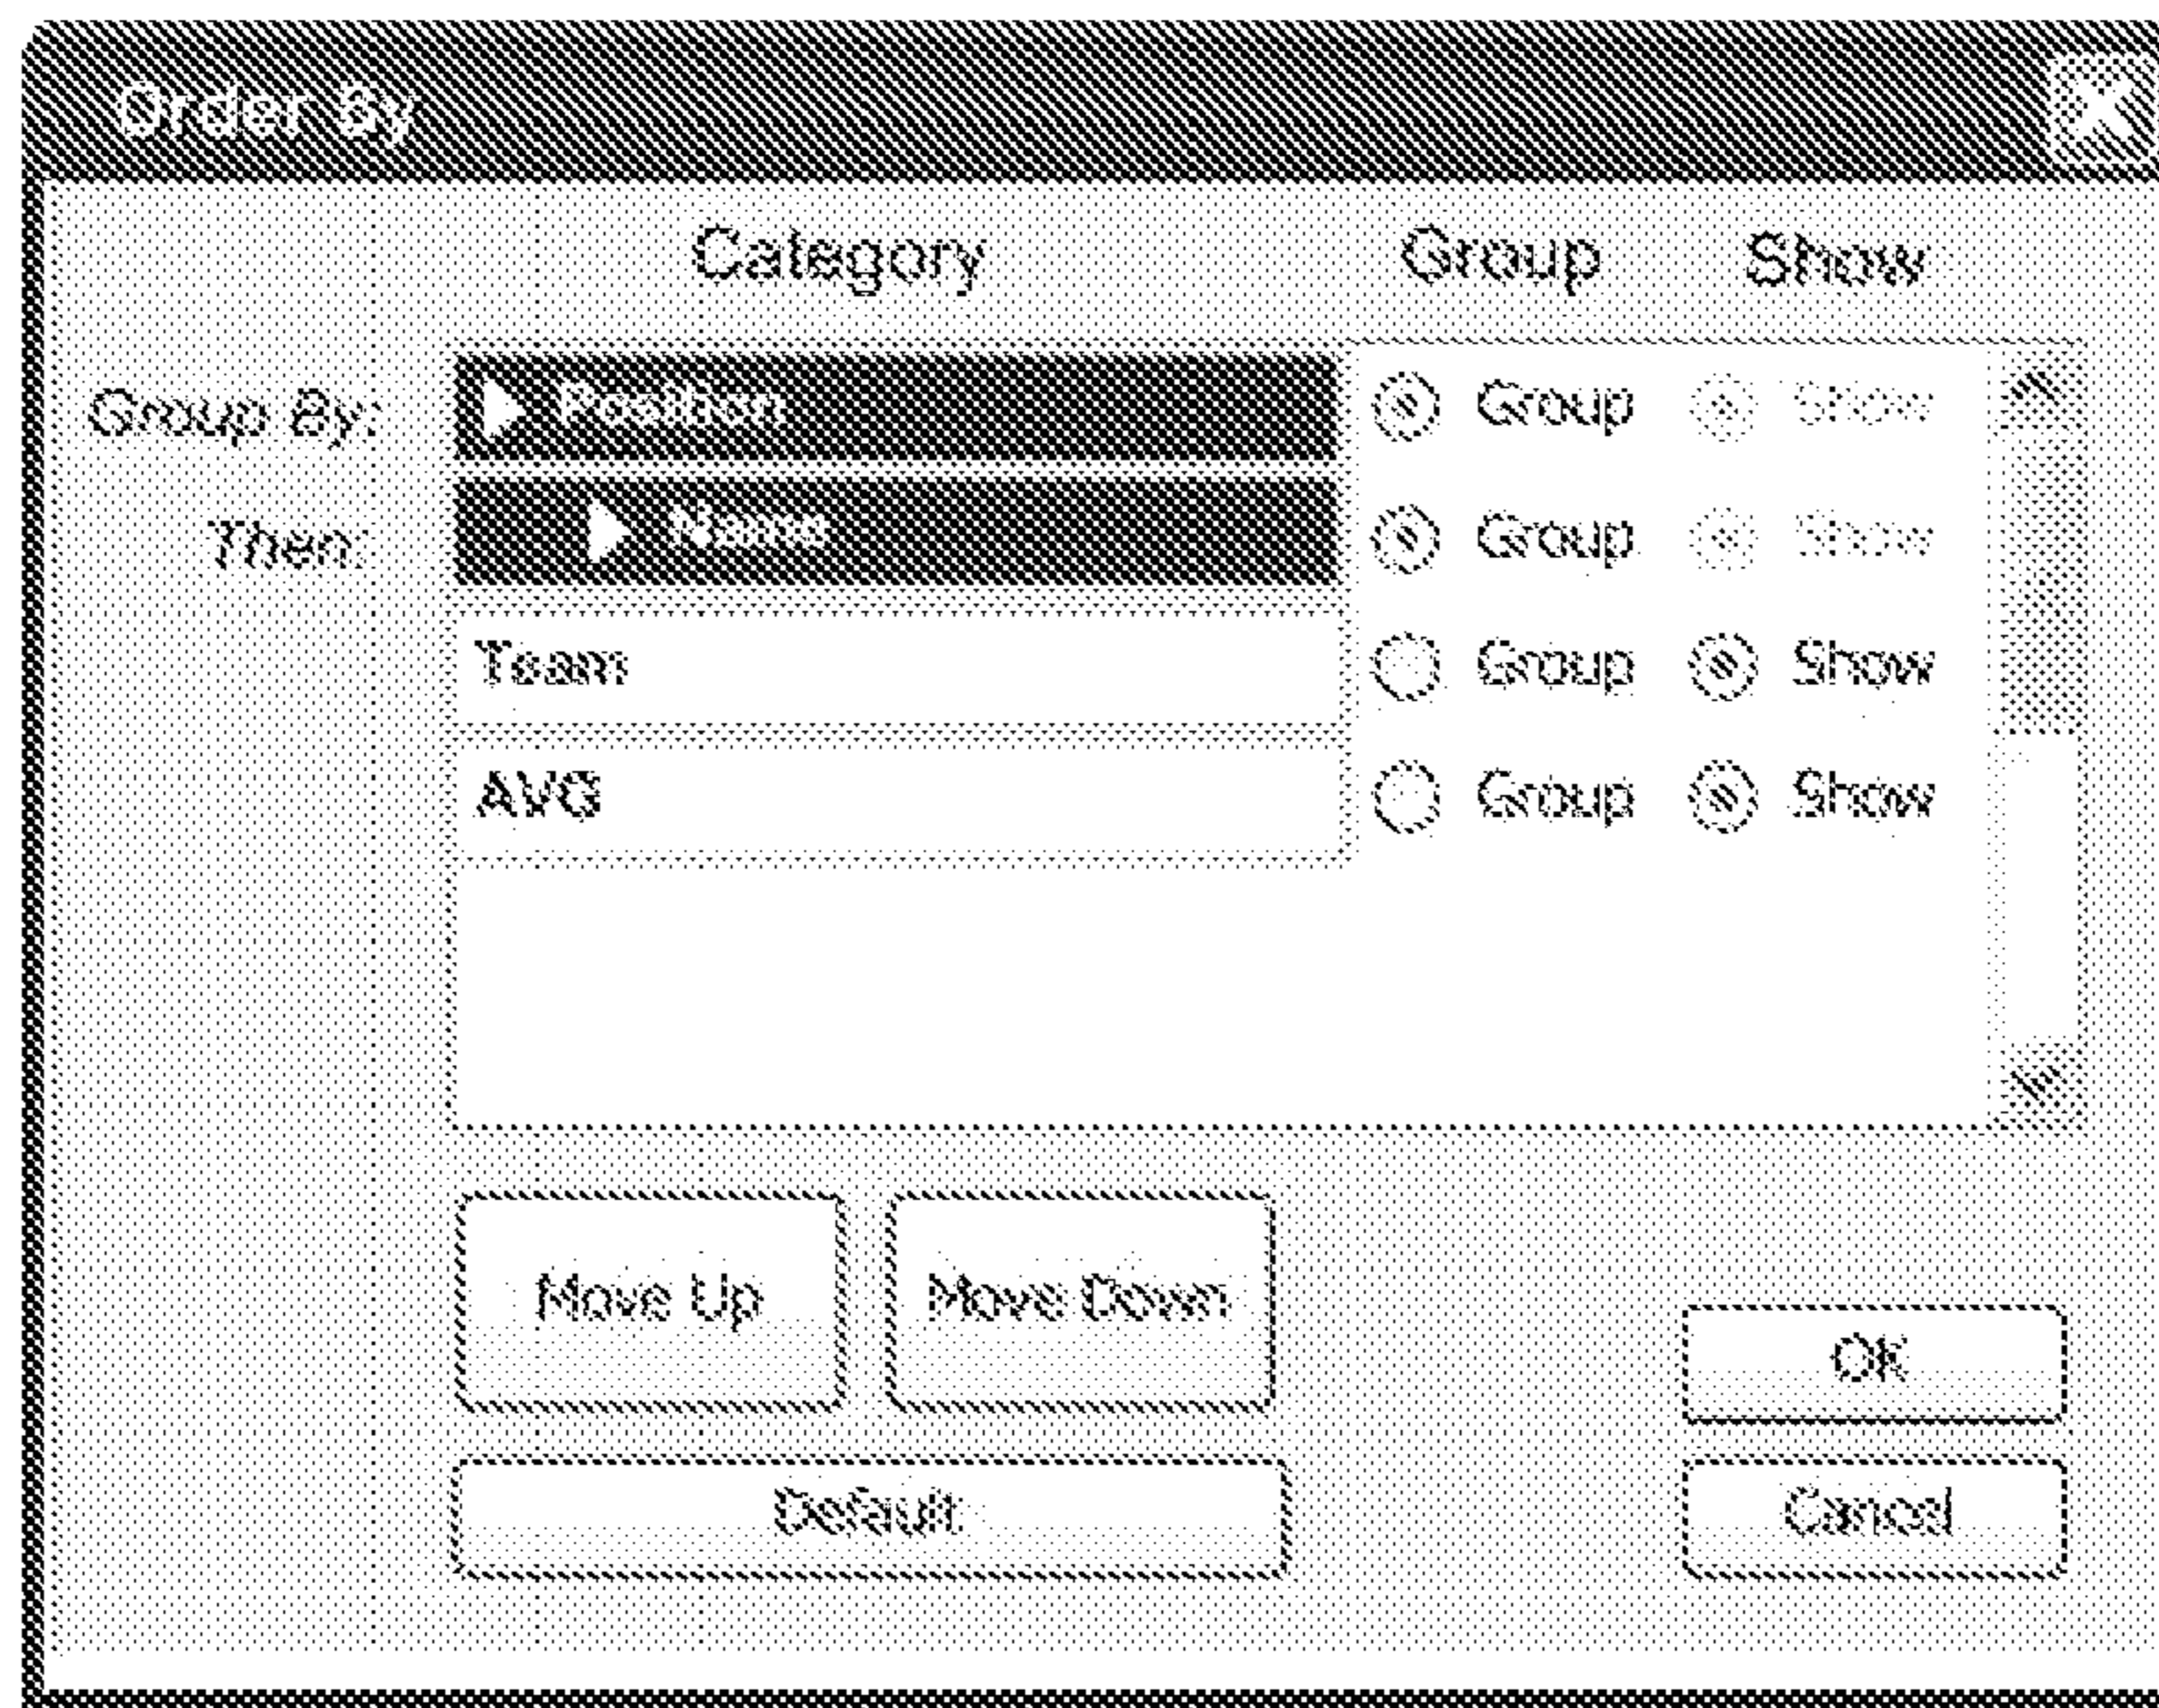 Order By
Category Group Show
Group By: Position Group Show
Then: Name Group Show
Team Group Show
AVG Group Show
Move Up Move Down
OK
Default Cancel